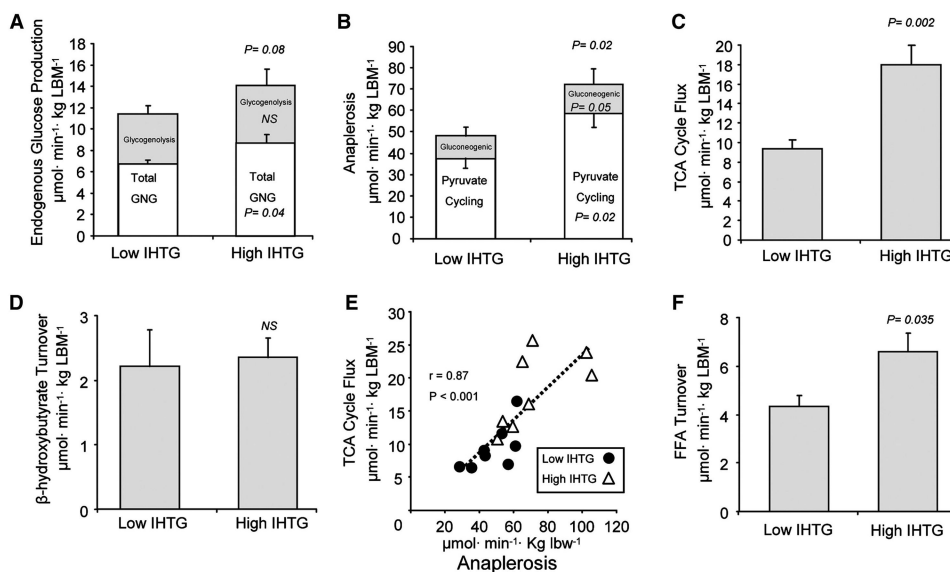 A
Endogenous Glucose Production
µmol· min⁻¹· kg LBM⁻¹
18
16
14
12
10
8
6
4
2
0
P= 0.08
Glycogenolysis
Glycogenolysis
NS
Total
GNG
Total
GNG
P= 0.04
Low IHTG
High IHTG
B
Anaplerosis
µmol· min⁻¹· kg LBM⁻¹
90
80
70
60
50
40
30
20
10
0
P= 0.02
Gluconeogenic
P= 0.05
Gluconeogenic
Pyruvate
Cycling
Pyruvate
Cycling
P= 0.02
Low IHTG
High IHTG
C
TCA Cycle Flux
µmol· min⁻¹· kg LBM⁻¹
20
18
16
14
12
10
8
6
4
2
0
P= 0.002
Low IHTG
High IHTG
D
β-hydroxybutyrate Turnover
µmol· min⁻¹· kg LBM⁻¹
3
2
1
0
NS
Low IHTG
High IHTG
E
TCA Cycle Flux
µmol· min⁻¹· kg LBM⁻¹
30
25
20
15
10
5
0
r = 0.87
P < 0.001
Low IHTG
High IHTG
0 20 40 60 80 100 120
µmol· min⁻¹· Kg lbw⁻¹
Anaplerosis
F
FFA Turnover
µmol· min⁻¹· kg LBM⁻¹
8
6
4
2
0
P= 0.035
Low IHTG
High IHTG